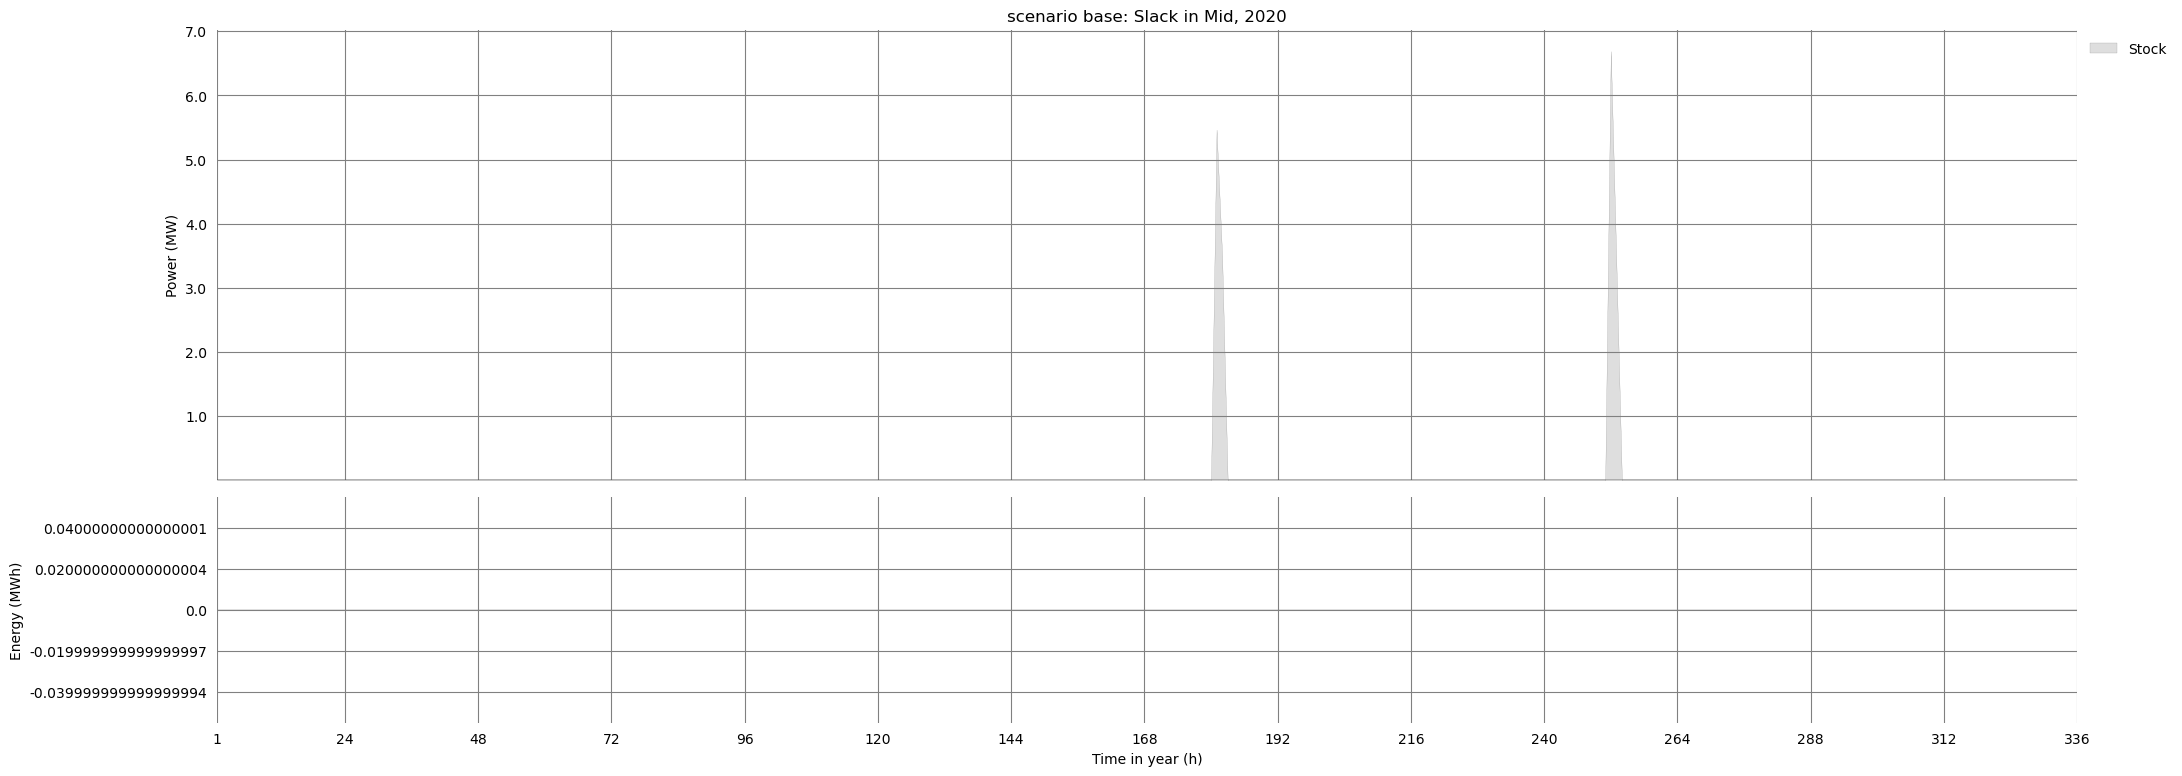 scenario base: Slack in Mid, 2020
Stock
Power (MW)
7.0
6.0
5.0
4.0
3.0
2.0
1.0
Energy (MWh)
0.040000000000000001
0.020000000000000004
0.0
-0.019999999999999997
-0.039999999999999994
1 24 48 72 96 120 144 168 192 216 240 264 288 312 336
Time in year (h)